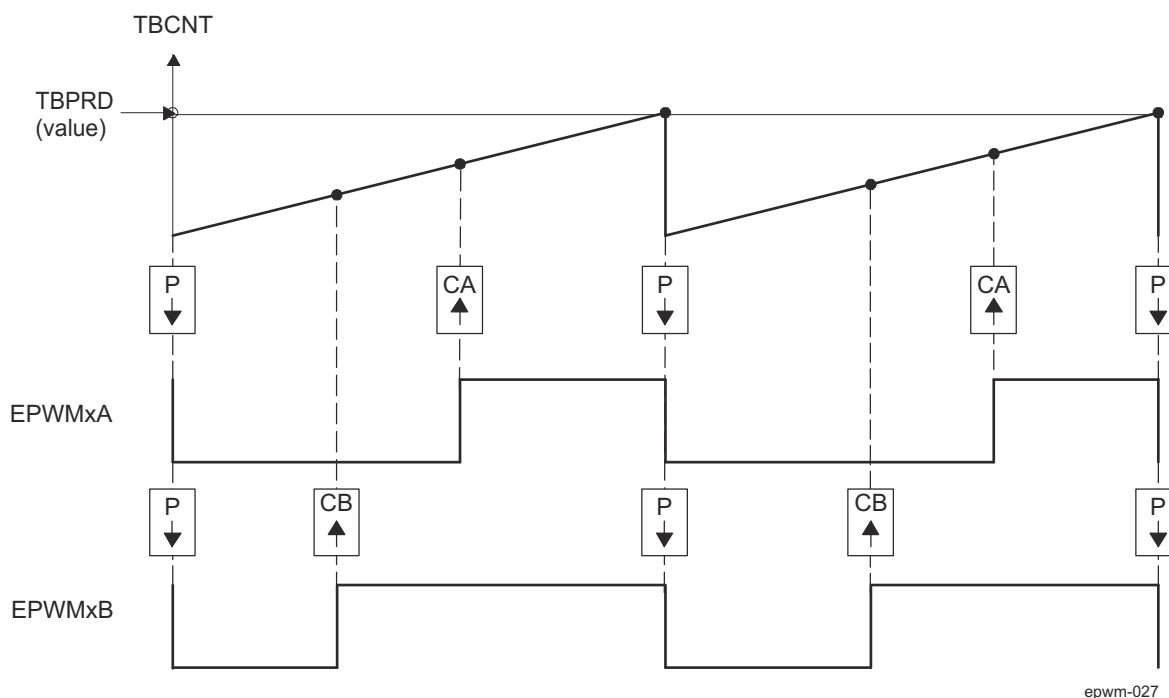 TBCNT
TBPRD
(value)
P
CA
P
CA
P
EPWMxA
P
CB
P
CB
P
EPWMxB
epwm-027